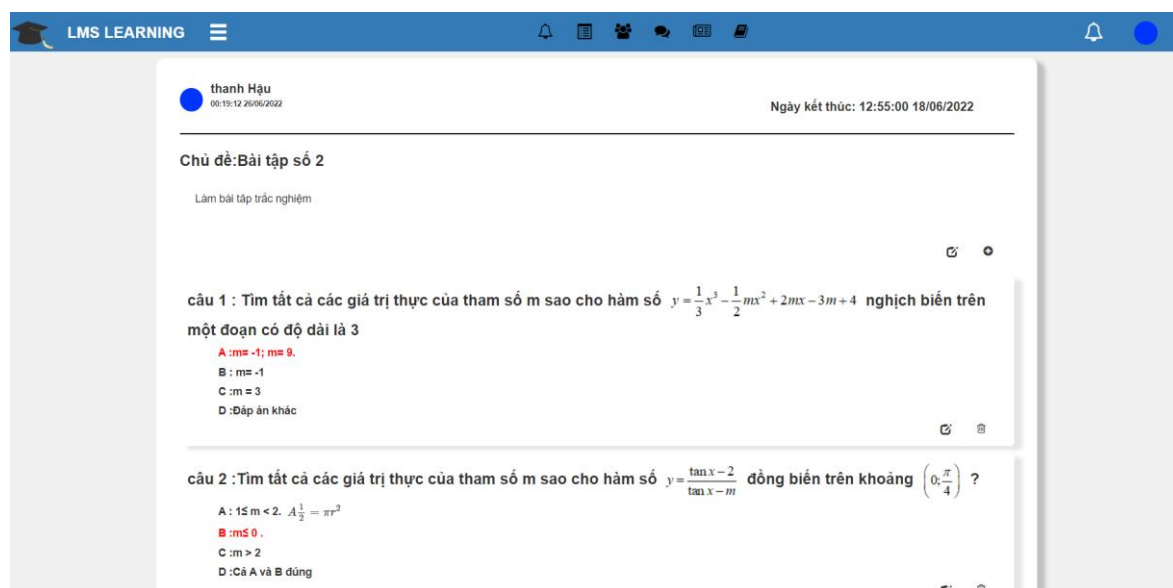 LMS LEARNING
thanh Hậu
00:19:12 26/06/2022
Ngày kết thúc: 12:55:00 18/06/2022
Chủ đề:Bài tập số 2
Làm bài tâp trắc nghiệm
câu 1 : Tìm tất cả các giá trị thực của tham số m sao cho hàm số y = 1/3 x³ − 1/2 mx² + 2mx − 3m + 4 nghịch biến trên
một đoạn có độ dài là 3
A :m= -1; m= 9.
B : m= -1
C :m = 3
D :Đáp án khác
câu 2 :Tìm tất cả các giá trị thực của tham số m sao cho hàm số y = (tan x − 2)/(tan x − m) đồng biến trên khoảng (0; π/4) ?
A : 1≤ m < 2. A 1/2 = πr²
B :m≤ 0 .
C :m > 2
D :Cả A và B đúng